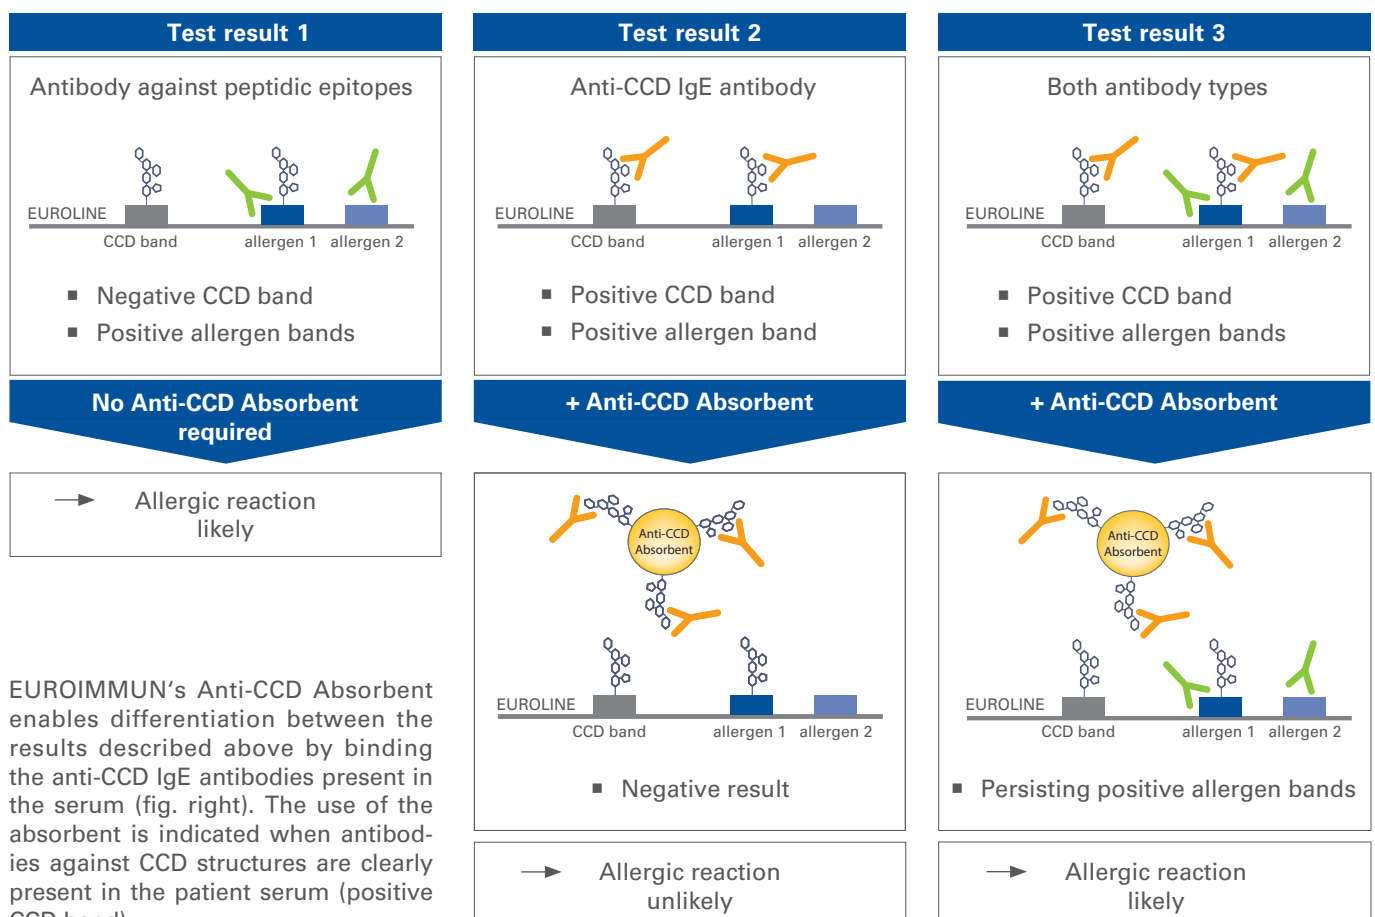 Test result 1
Antibody against peptidic epitopes
EUROLINE
CCD band
allergen 1
allergen 2
■ Negative CCD band
■ Positive allergen bands
No Anti-CCD Absorbent
required
→ Allergic reaction
likely
EUROIMMUN‘s Anti-CCD Absorbent
enables differentiation between the
results described above by binding
the anti-CCD IgE antibodies present in
the serum (fig. right). The use of the
absorbent is indicated when antibod-
ies against CCD structures are clearly
present in the patient serum (positive
CCD band)
Test result 2
Anti-CCD IgE antibody
EUROLINE
CCD band
allergen 1
allergen 2
■ Positive CCD band
■ Positive allergen band
+ Anti-CCD Absorbent
Anti-CCD
Absorbent
EUROLINE
CCD band
allergen 1
allergen 2
■ Negative result
→ Allergic reaction
unlikely
Test result 3
Both antibody types
EUROLINE
CCD band
allergen 1
allergen 2
■ Positive CCD band
■ Positive allergen bands
+ Anti-CCD Absorbent
Anti-CCD
Absorbent
EUROLINE
CCD band
allergen 1
allergen 2
■ Persisting positive allergen bands
→ Allergic reaction
likely